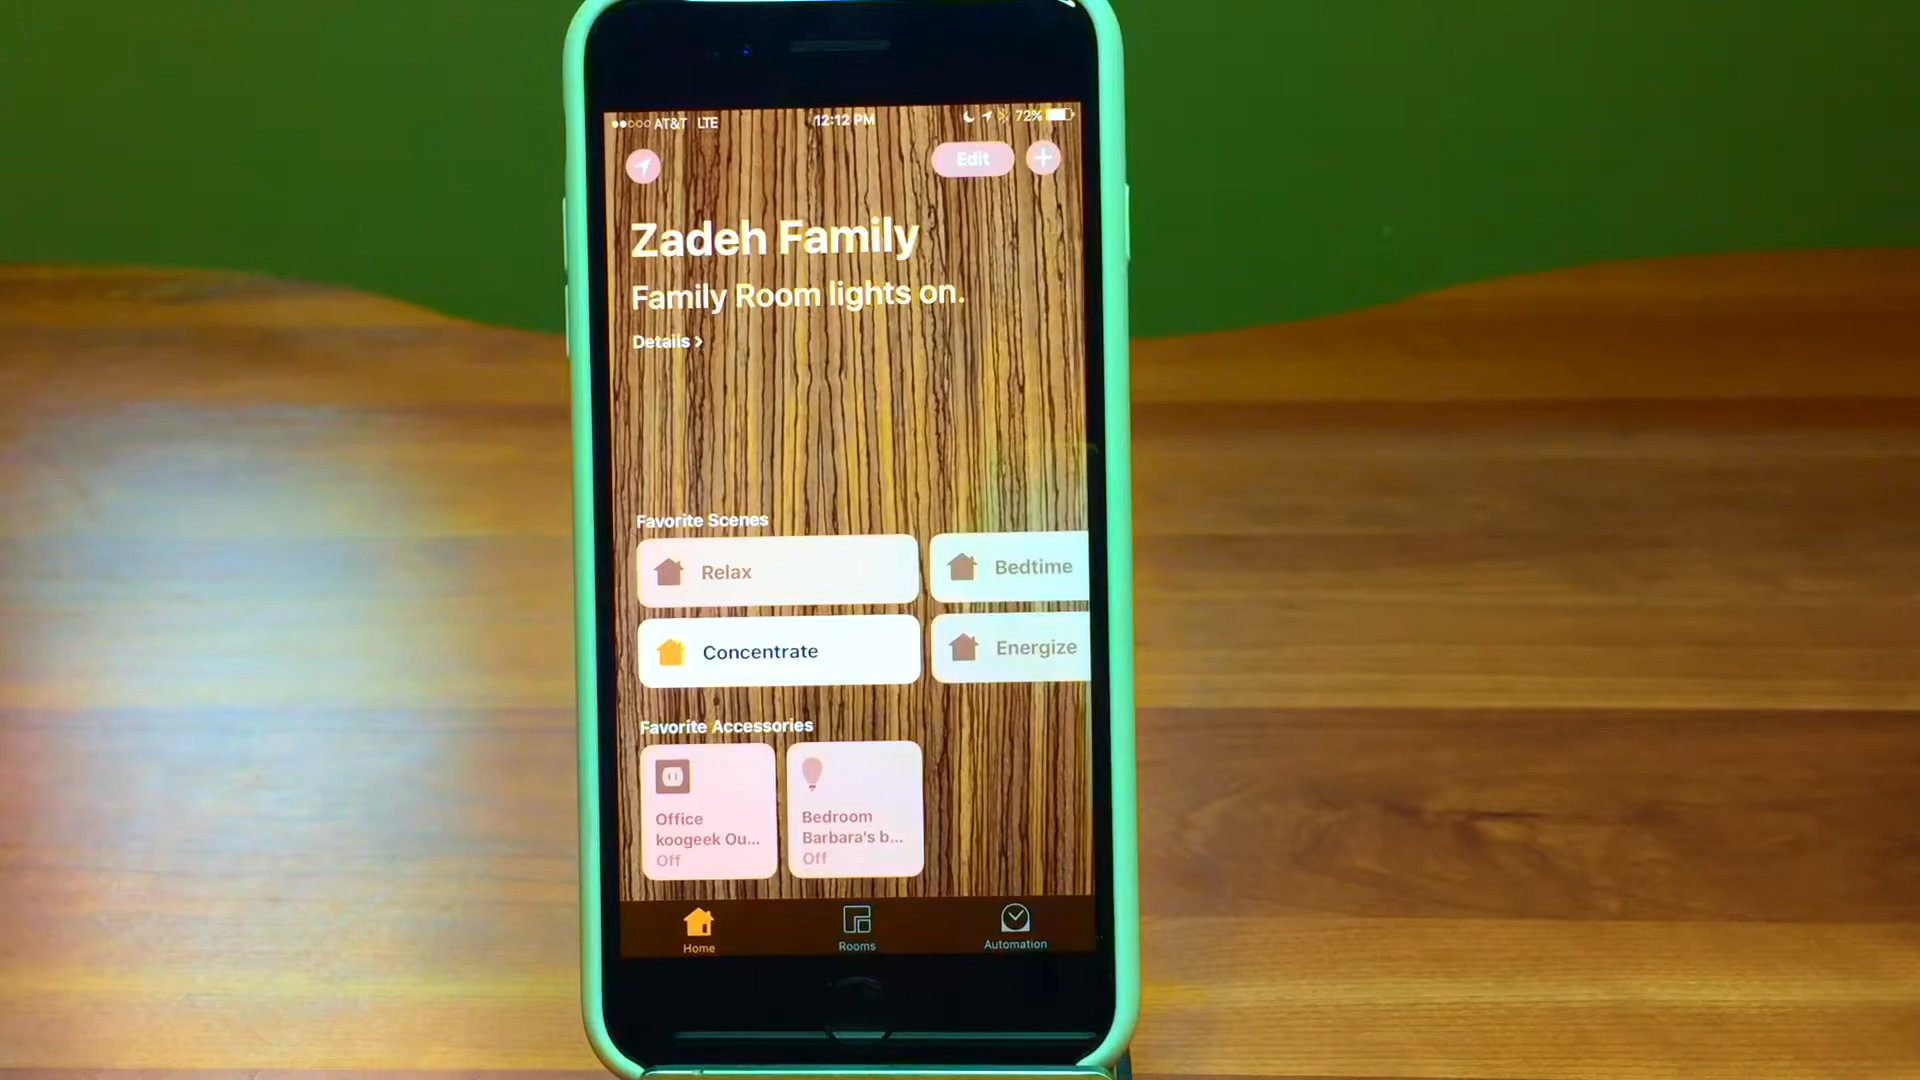 AT&T LTE 12:12 PM 72%
Edit
Zadeh Family
Family Room lights on.
Details >
Favorite Scenes
Relax
Bedtime
Concentrate
Energize
Favorite Accessories
Office
koogeek Ou...
Off
Bedroom
Barbara's b...
Off
Home
Rooms
Automation